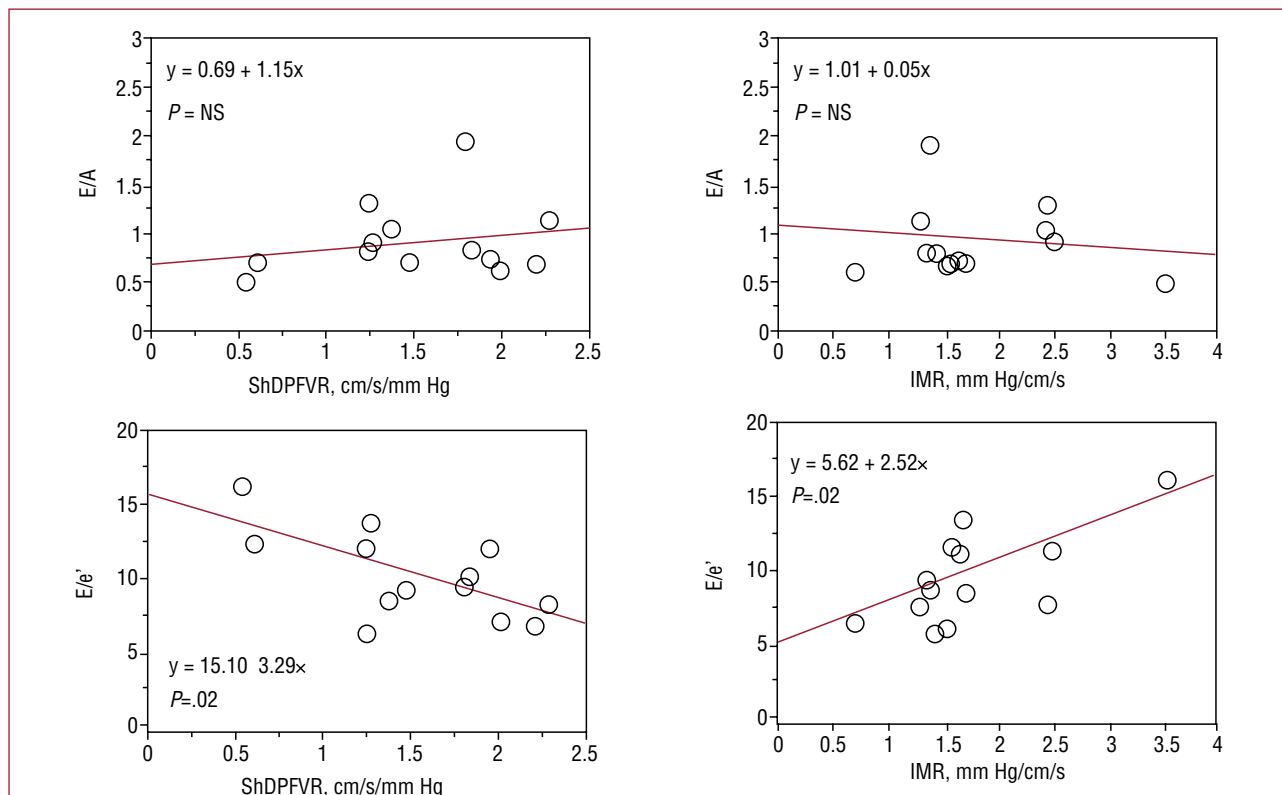 3
y = 0.69 + 1.15x
2.5
P = NS
2
E/A
1.5
1
0.5
0
0 0.5 1 1.5 2 2.5
ShDPFVR, cm/s/mm Hg
3
y = 1.01 + 0.05x
2.5
P = NS
2
E/A
1.5
1
0.5
0
0 0.5 1 1.5 2 2.5 3 3.5 4
IMR, mm Hg/cm/s
20
15
E/e'
10
5
y = 15.10 3.29×
P=.02
0
0 0.5 1 1.5 2 2.5
ShDPFVR, cm/s/mm Hg
20
y = 5.62 + 2.52×
P=.02
15
E/e'
10
5
0
0 0.5 1 1.5 2 2.5 3 3.5 4
IMR, mm Hg/cm/s